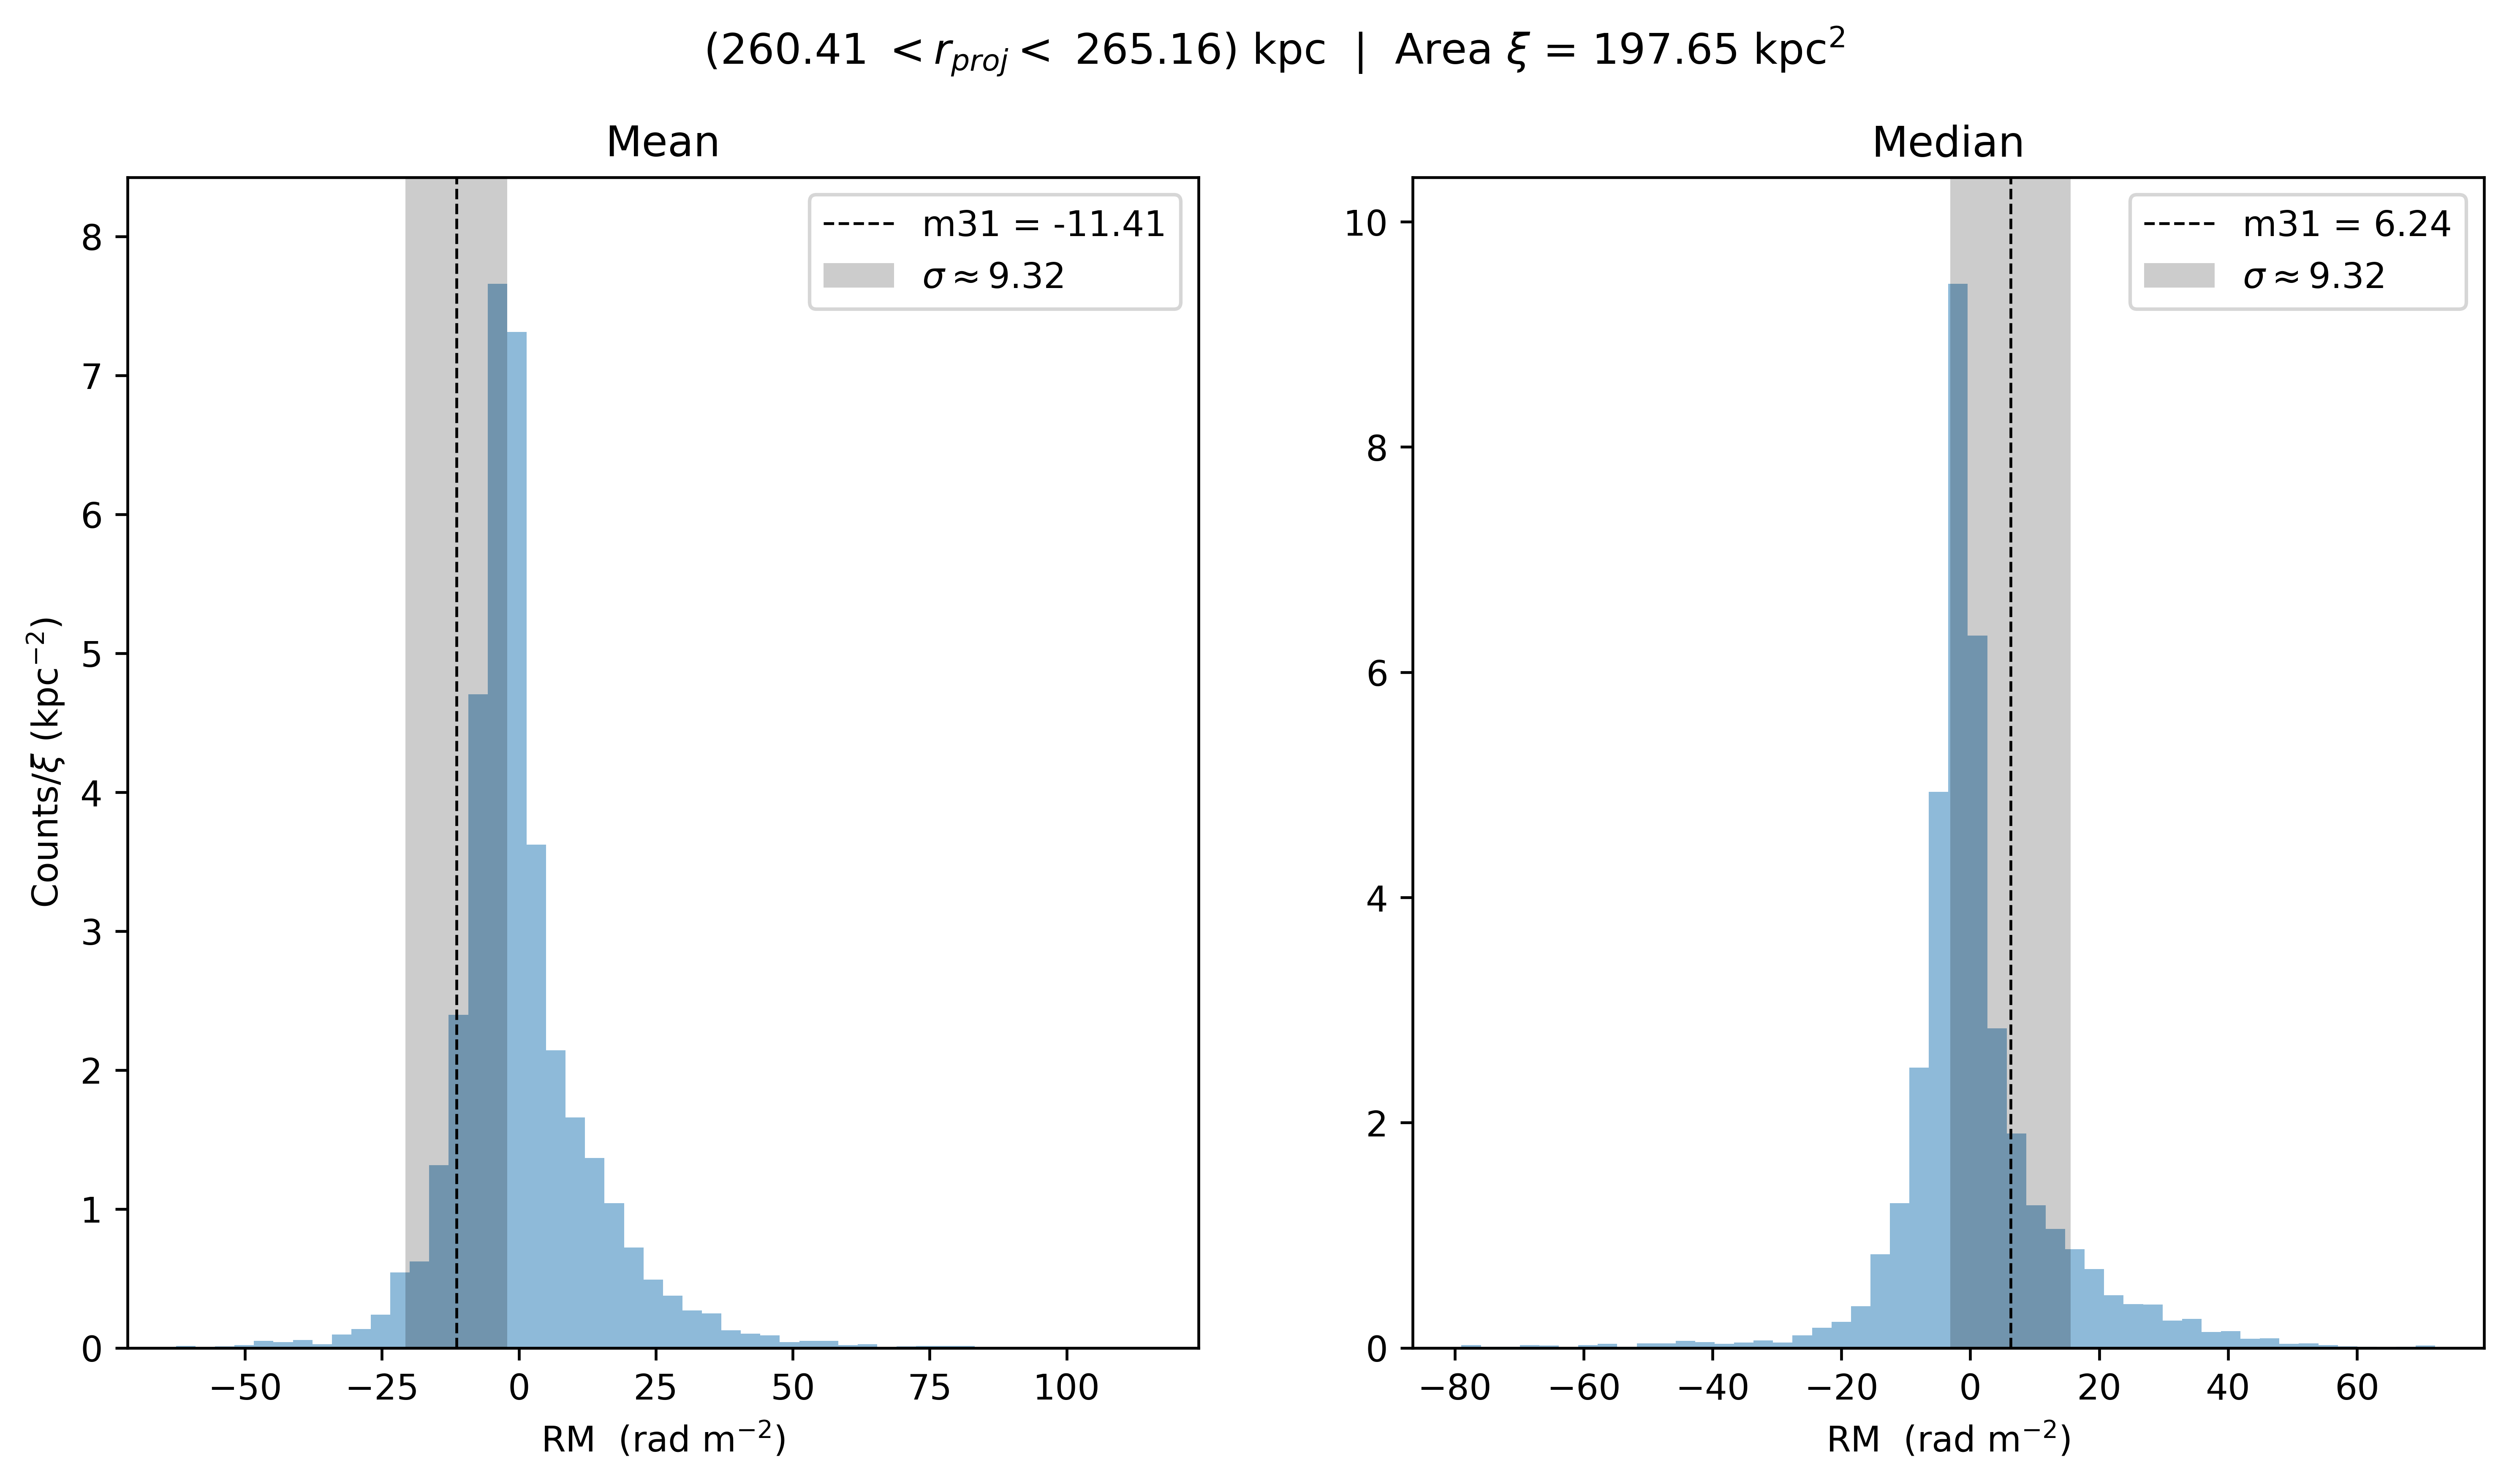 (260.41 < r_proj < 265.16) kpc | Area ξ = 197.65 kpc²
Mean
m31 = -11.41
σ ≈ 9.32
8
7
6
5
4
3
2
1
0
Counts/ξ (kpc⁻²)
−50 −25 0 25 50 75 100
RM (rad m⁻²)
Median
m31 = 6.24
σ ≈ 9.32
10
8
6
4
2
0
−80 −60 −40 −20 0 20 40 60
RM (rad m⁻²)